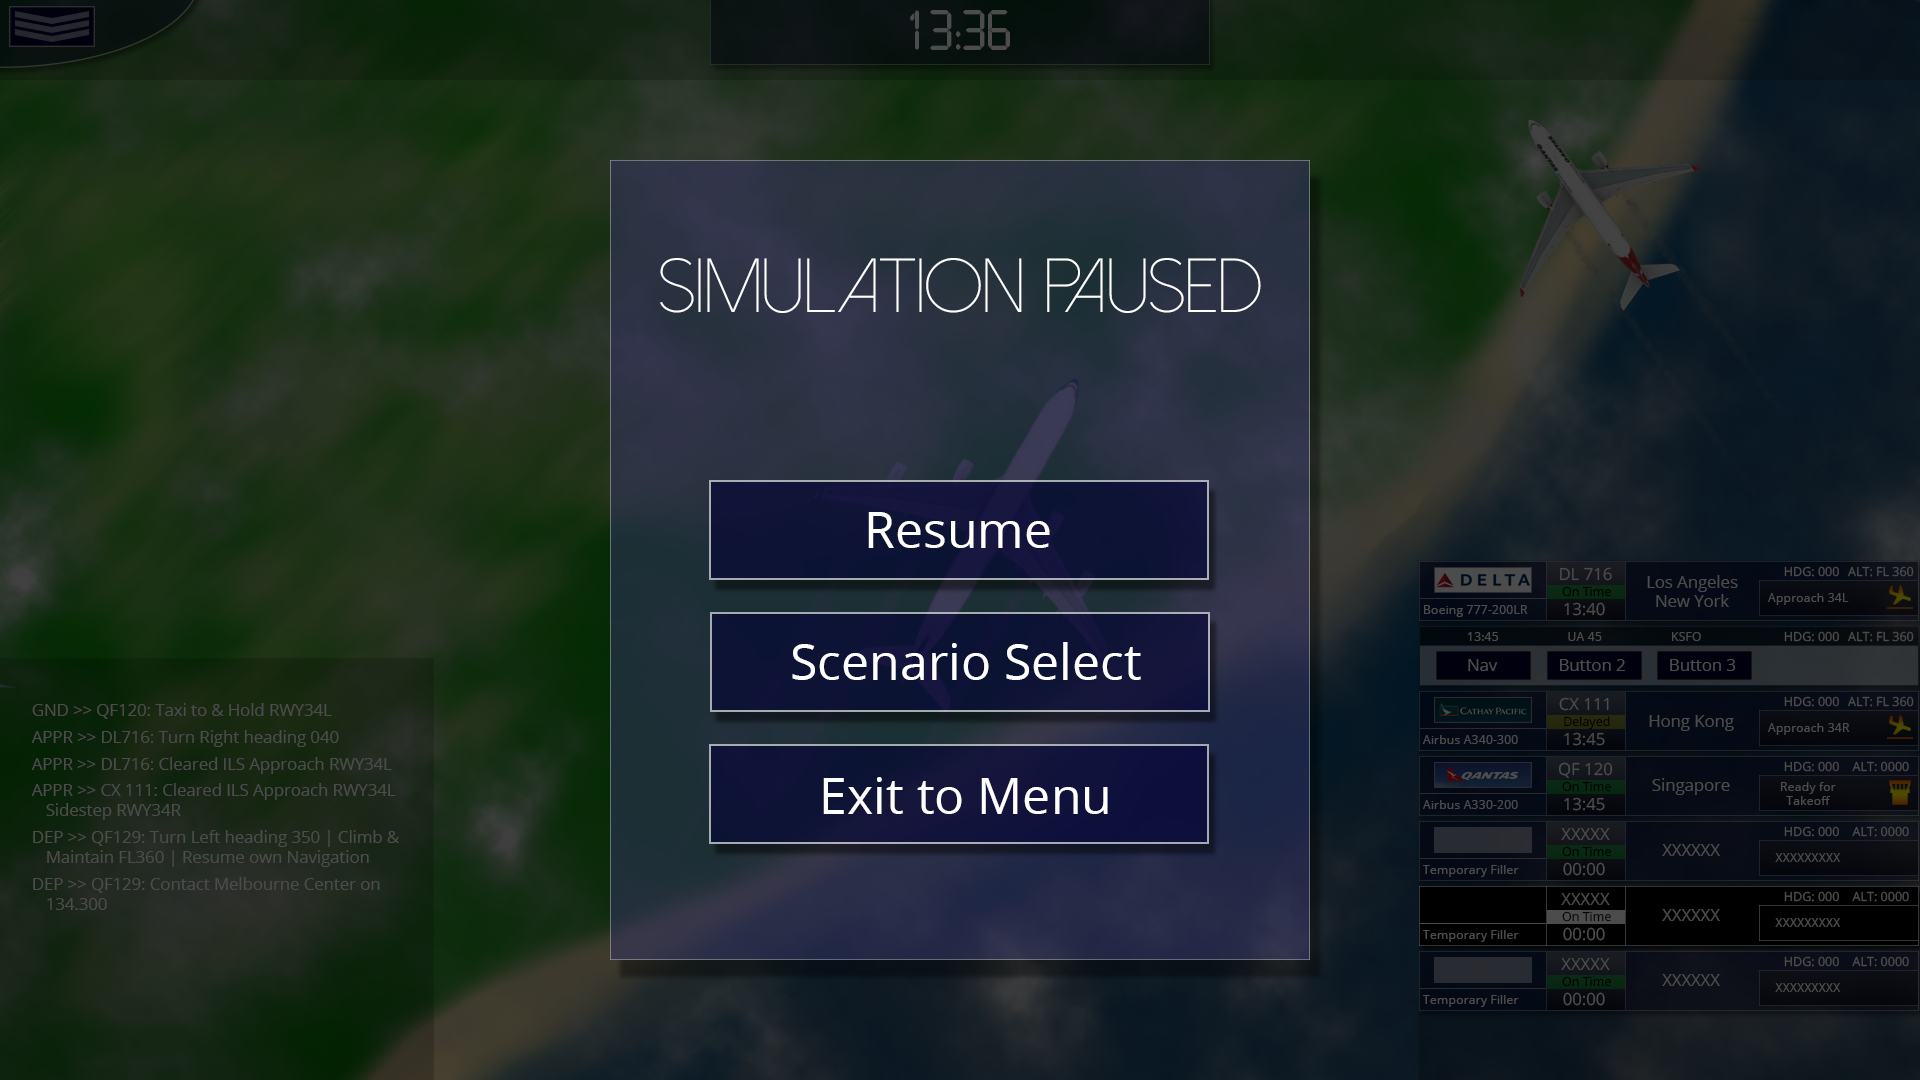 13:36
SIMULATION PAUSED
Resume
Scenario Select
Exit to Menu
GND >> QF120: Taxi to & Hold RWY34L
APPR >> DL716: Turn Right heading 040
APPR >> DL716: Cleared ILS Approach RWY34L
APPR >> CX 111: Cleared ILS Approach RWY34L
Sidestep RWY34R
DEP >> QF129: Turn Left heading 350 | Climb &
Maintain FL360 | Resume own Navigation
DEP >> QF129: Contact Melbourne Center on
134.300
DELTA
Boeing 777-200LR
DL 716
On Time
13:40
Los Angeles
New York
HDG: 000 ALT: FL 360
Approach 34L
13:45 UA 45 KSFO HDG: 000 ALT: FL 360
Nav Button 2 Button 3
CATHAY PACIFIC
Airbus A340-300
CX 111
Delayed
13:45
Hong Kong
HDG: 000 ALT: FL 360
Approach 34R
QANTAS
Airbus A330-200
QF 120
On Time
13:45
Singapore
HDG: 000 ALT: 0000
Ready for
Takeoff
Temporary Filler
XXXXX
On Time
00:00
XXXXXX
HDG: 000 ALT: 0000
XXXXXXXXX
Temporary Filler
XXXXX
On Time
00:00
XXXXXX
HDG: 000 ALT: 0000
XXXXXXXXX
Temporary Filler
XXXXX
On Time
00:00
XXXXXX
HDG: 000 ALT: 0000
XXXXXXXXX